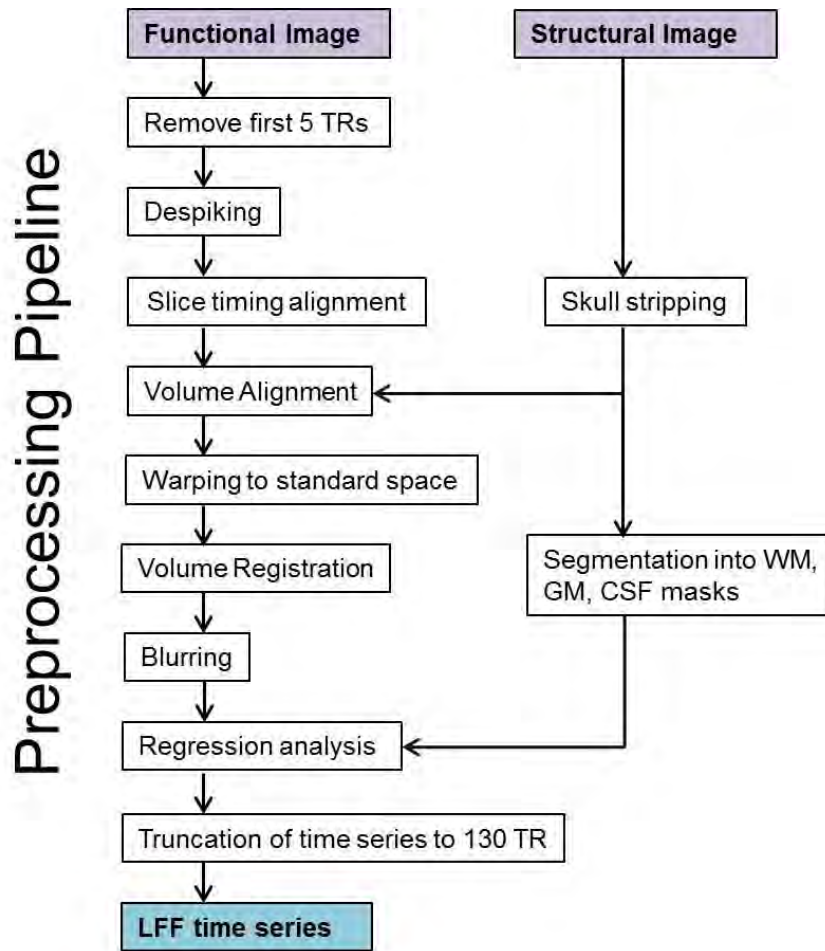 Preprocessing Pipeline
Functional Image
Structural Image
Remove first 5 TRs
Despiking
Slice timing alignment
Skull stripping
Volume Alignment
Warping to standard space
Volume Registration
Segmentation into WM,
GM, CSF masks
Blurring
Regression analysis
Truncation of time series to 130 TR
LFF time series